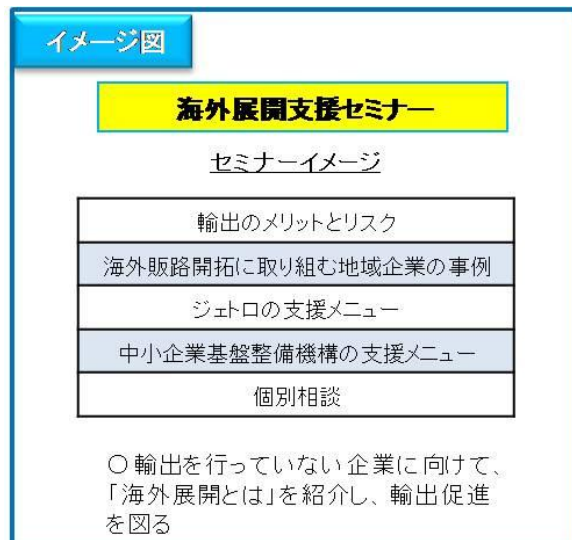 イメージ図
海外展開支援セミナー
セミナーイメージ
輸出のメリットとリスク
海外販路開拓に取り組む地域企業の事例
ジェトロの支援メニュー
中小企業基盤整備機構の支援メニュー
個別相談
○輸出を行っていない企業に向けて、
「海外展開とは」を紹介し、輸出促進
を図る